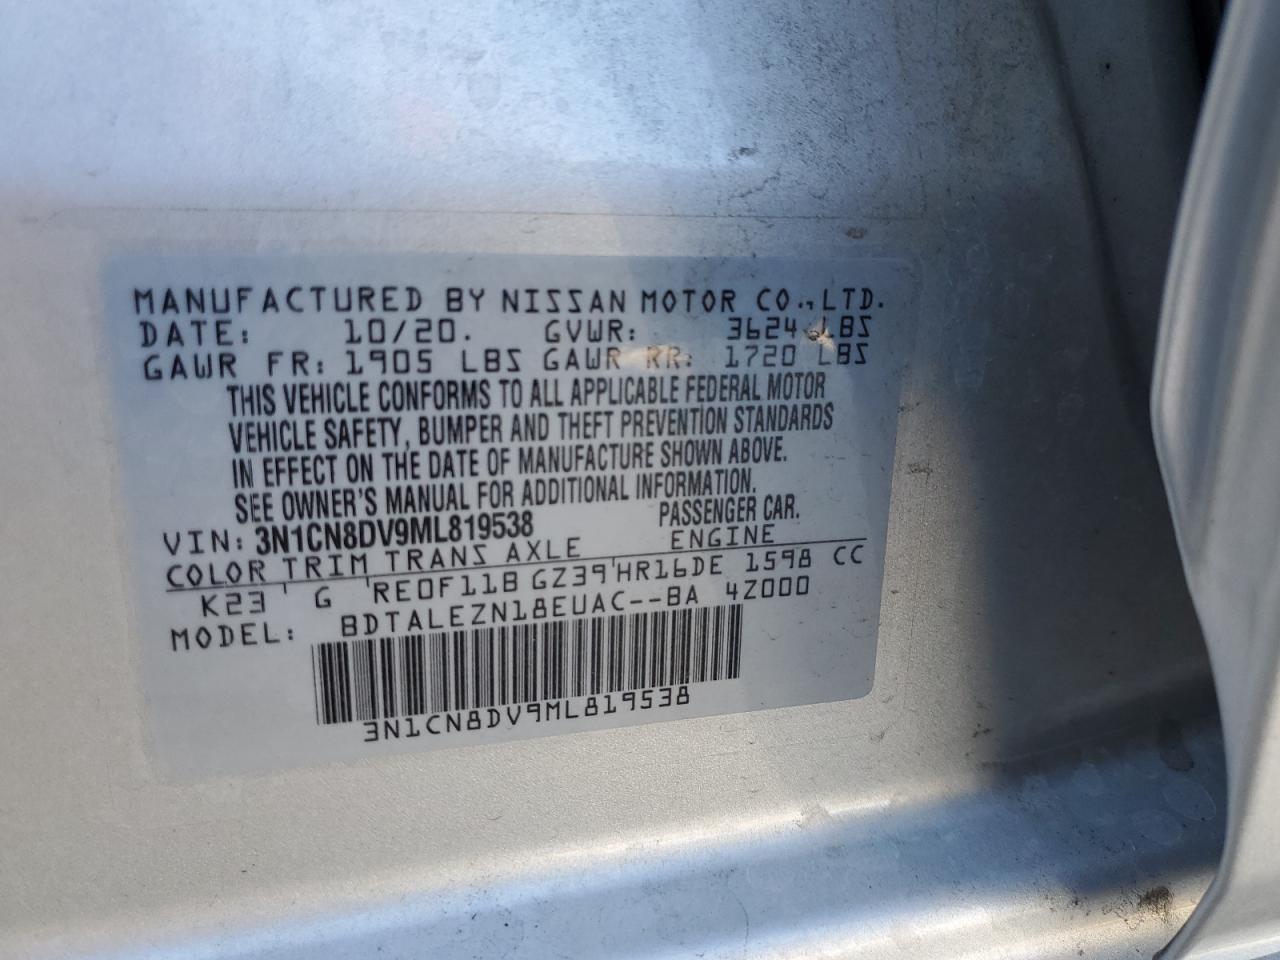 MANUFACTURED BY NISSAN MOTOR CO., LTD.
DATE: 10/20. GVWR: 3624 LBS
GAWR FR: 1905 LBS GAWR RR: 1720 LBS
THIS VEHICLE CONFORMS TO ALL APPLICABLE FEDERAL MOTOR
VEHICLE SAFETY, BUMPER AND THEFT PREVENTION STANDARDS
IN EFFECT ON THE DATE OF MANUFACTURE SHOWN ABOVE.
SEE OWNER'S MANUAL FOR ADDITIONAL INFORMATION.
VIN: 3N1CN8DV9ML819538 PASSENGER CAR.
COLOR TRIM TRANS AXLE ENGINE
K23 ' G 'RE0F11B GZ39'HR16DE 1598 CC
MODEL: BDTALEZN18EUAC--BA 4Z000
3N1CN8DV9ML819538